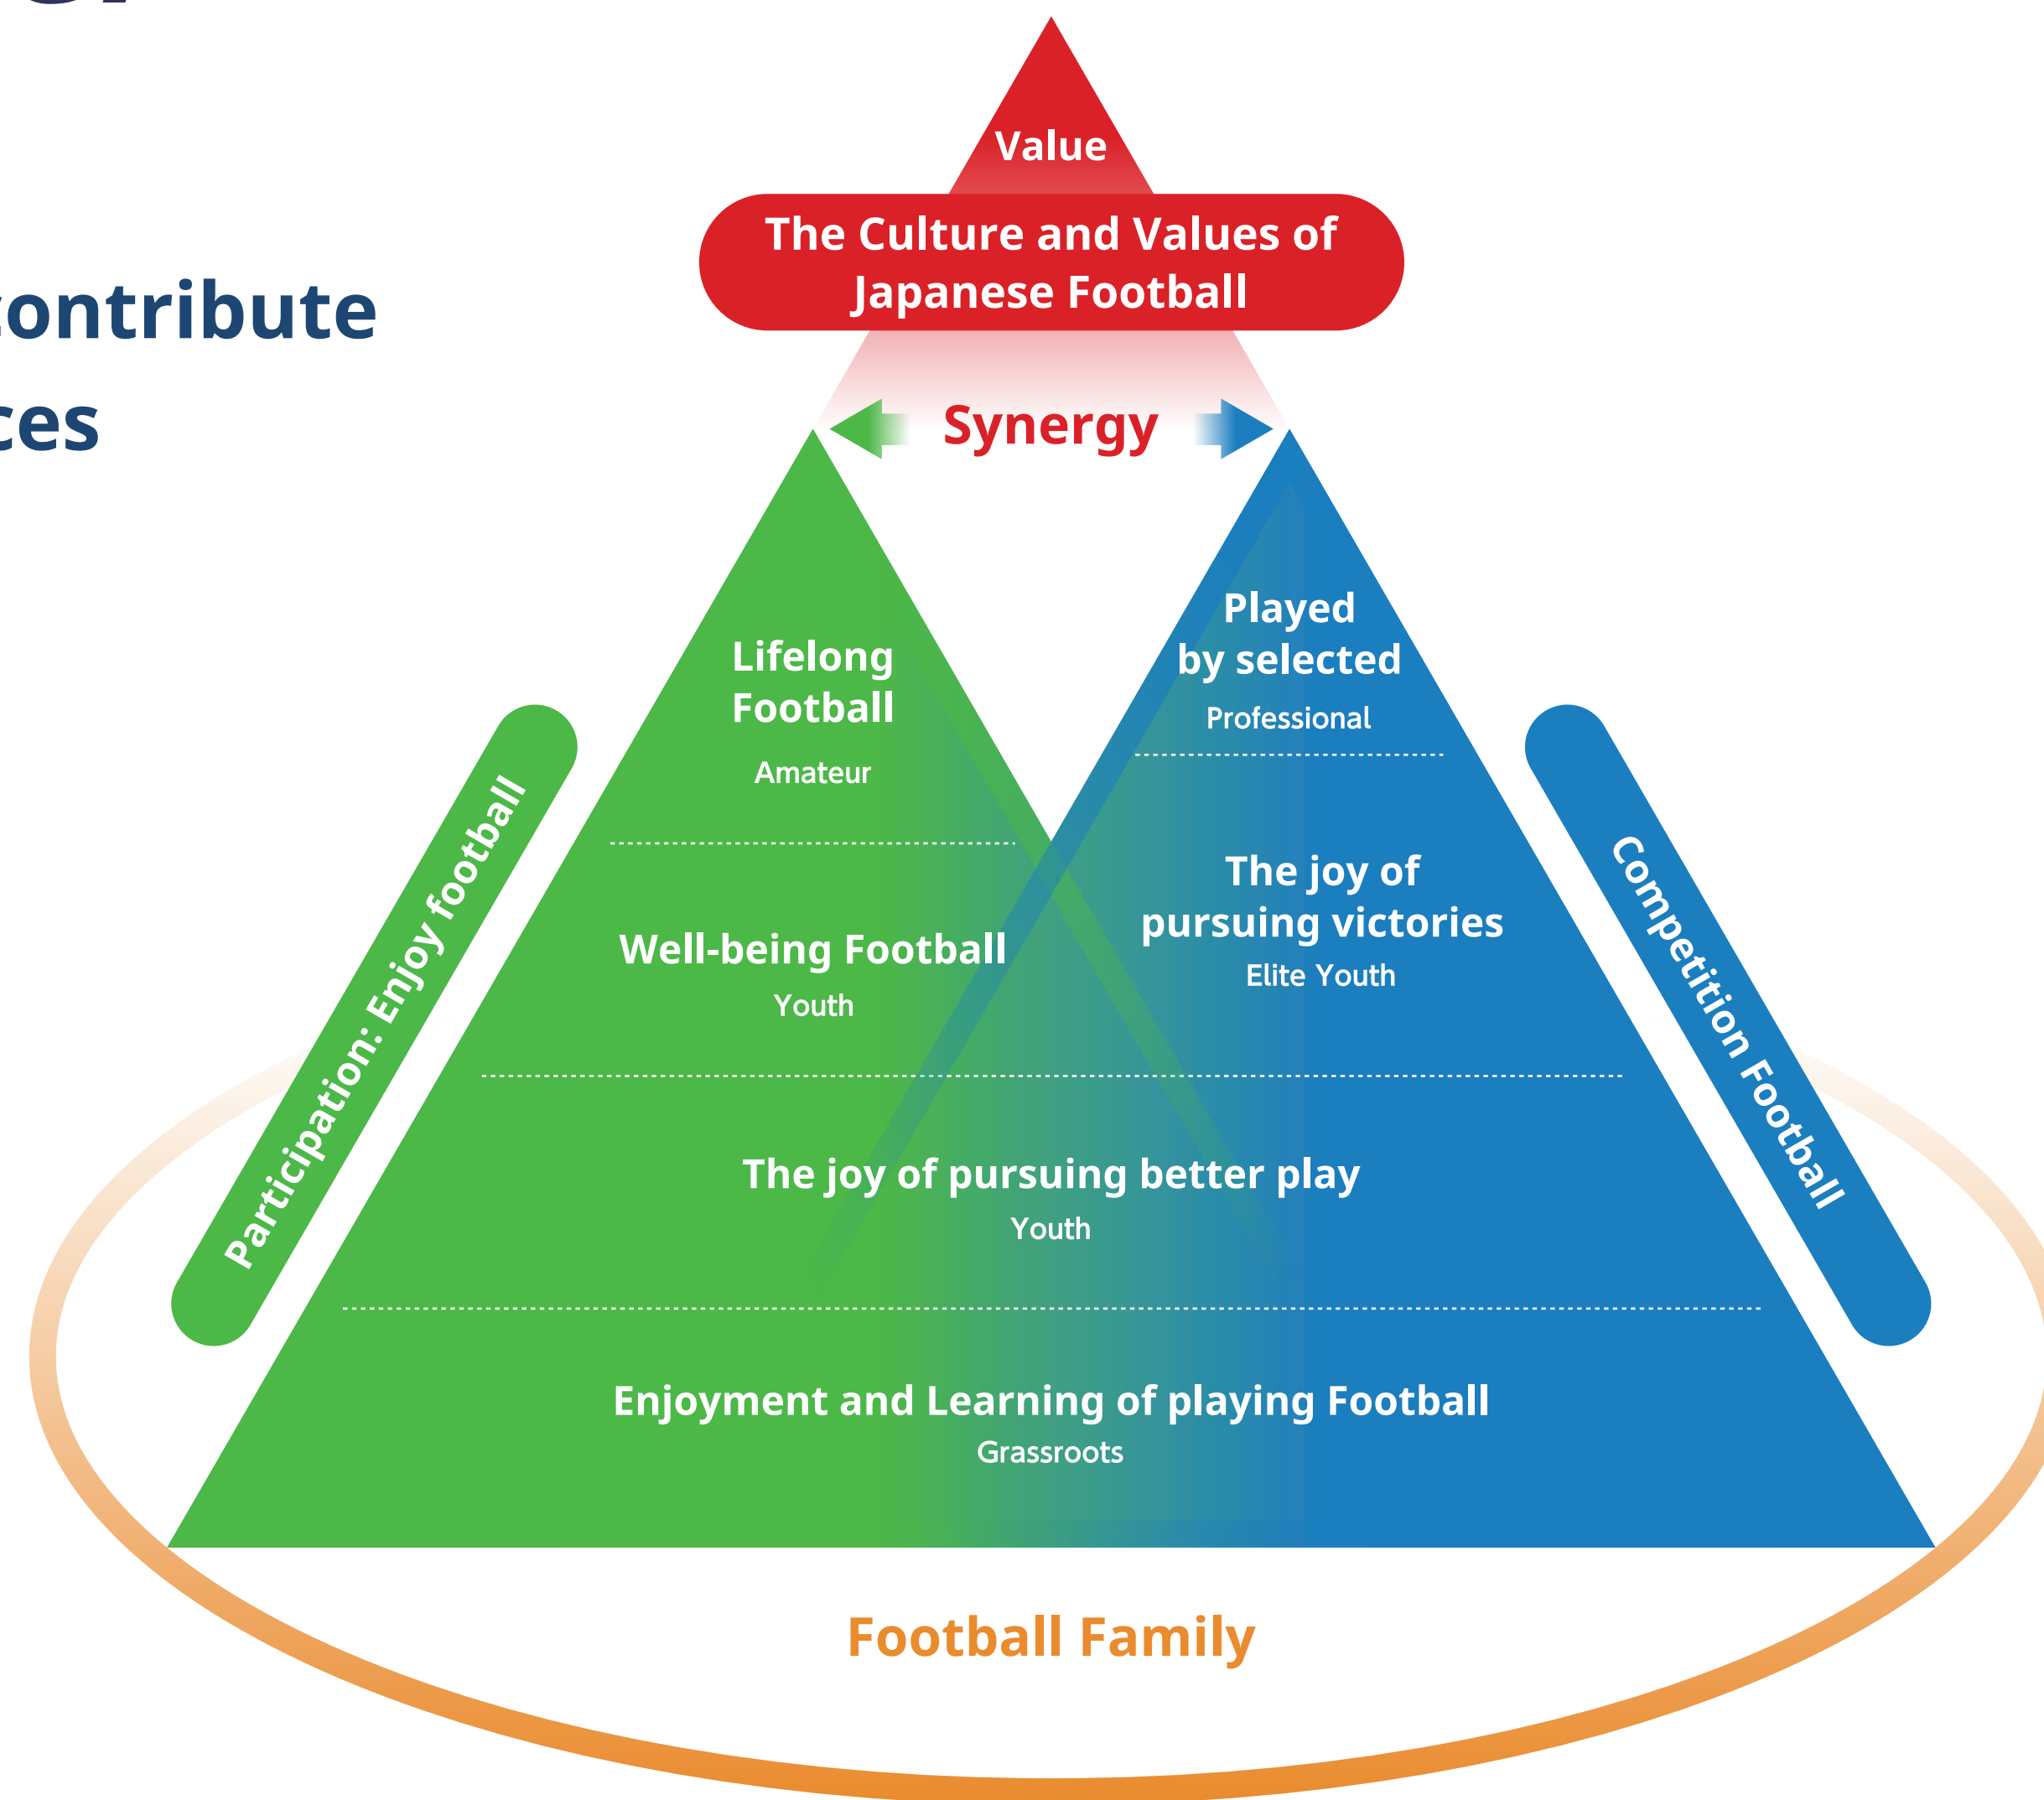 Value
The Culture and Values of
Japanese Football
contribute
ces
Synergy
Lifelong
Football
Amateur
Played
by selected
Professional
Participation: Enjoy football
Well-being Football
Youth
The joy of
pursuing victories
Elite Youth
Competition Football
The joy of pursuing better play
Youth
Enjoyment and Learning of playing Football
Grassroots
Football Family